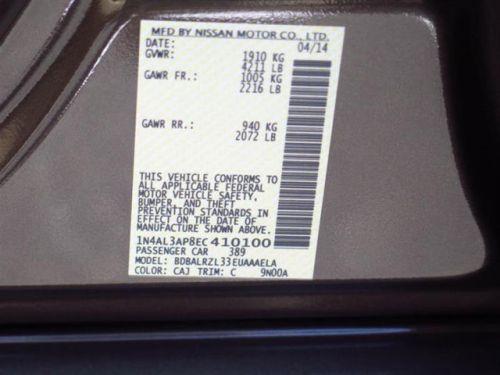 MFD BY NISSAN MOTOR CO., LTD.
DATE: 04/14
GVWR: 1910 KG
4211 LB
GAWR FR.: 1005 KG
2216 LB
GAWR RR.: 940 KG
2072 LB
THIS VEHICLE CONFORMS TO
ALL APPLICABLE FEDERAL
MOTOR VEHICLE SAFETY,
BUMPER, AND THEFT
PREVENTION STANDARDS IN
EFFECT ON THE DATE OF
MANUFACTURE SHOWN ABOVE.
1N4AL3AP8EC410100
PASSENGER CAR 389
MODEL: BDBALRZL33EUAAAELA
COLOR: CAJ TRIM: C 9N00A